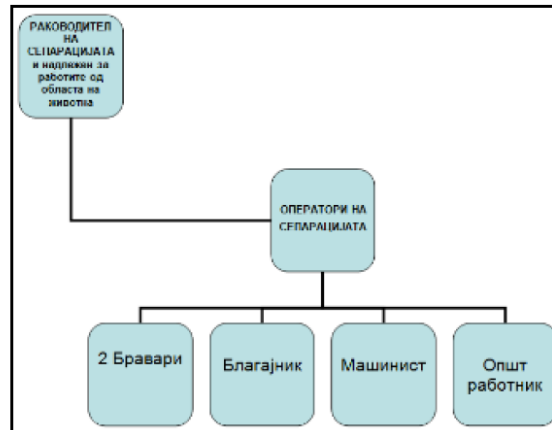 РАКОВОДИТЕЛ
НА
СЕПАРАЦИЈАТА
и надлежен за
работите од
областа на
животна
ОПЕРАТОРИ НА
СЕПАРАЦИЈАТА
2 Бравари
Благајник
Машинист
Општ
работник